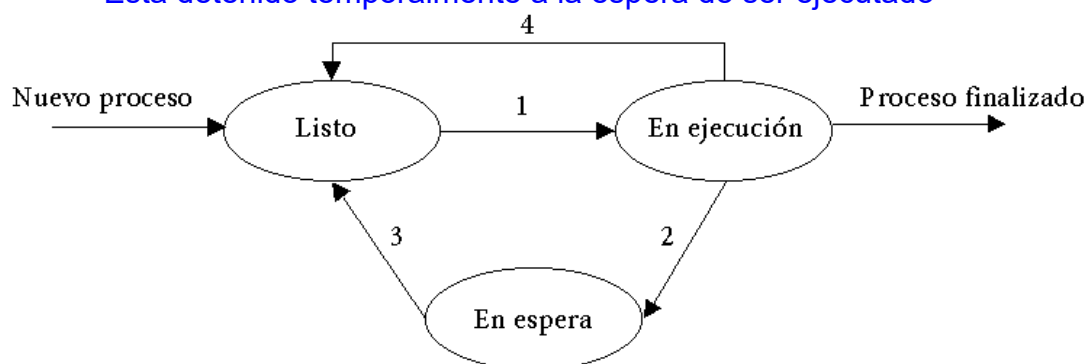 Está detenido temporalmente a la espera de ser ejecutado
4
Nuevo proceso
Listo
1
En ejecución
Proceso finalizado
3
2
En espera